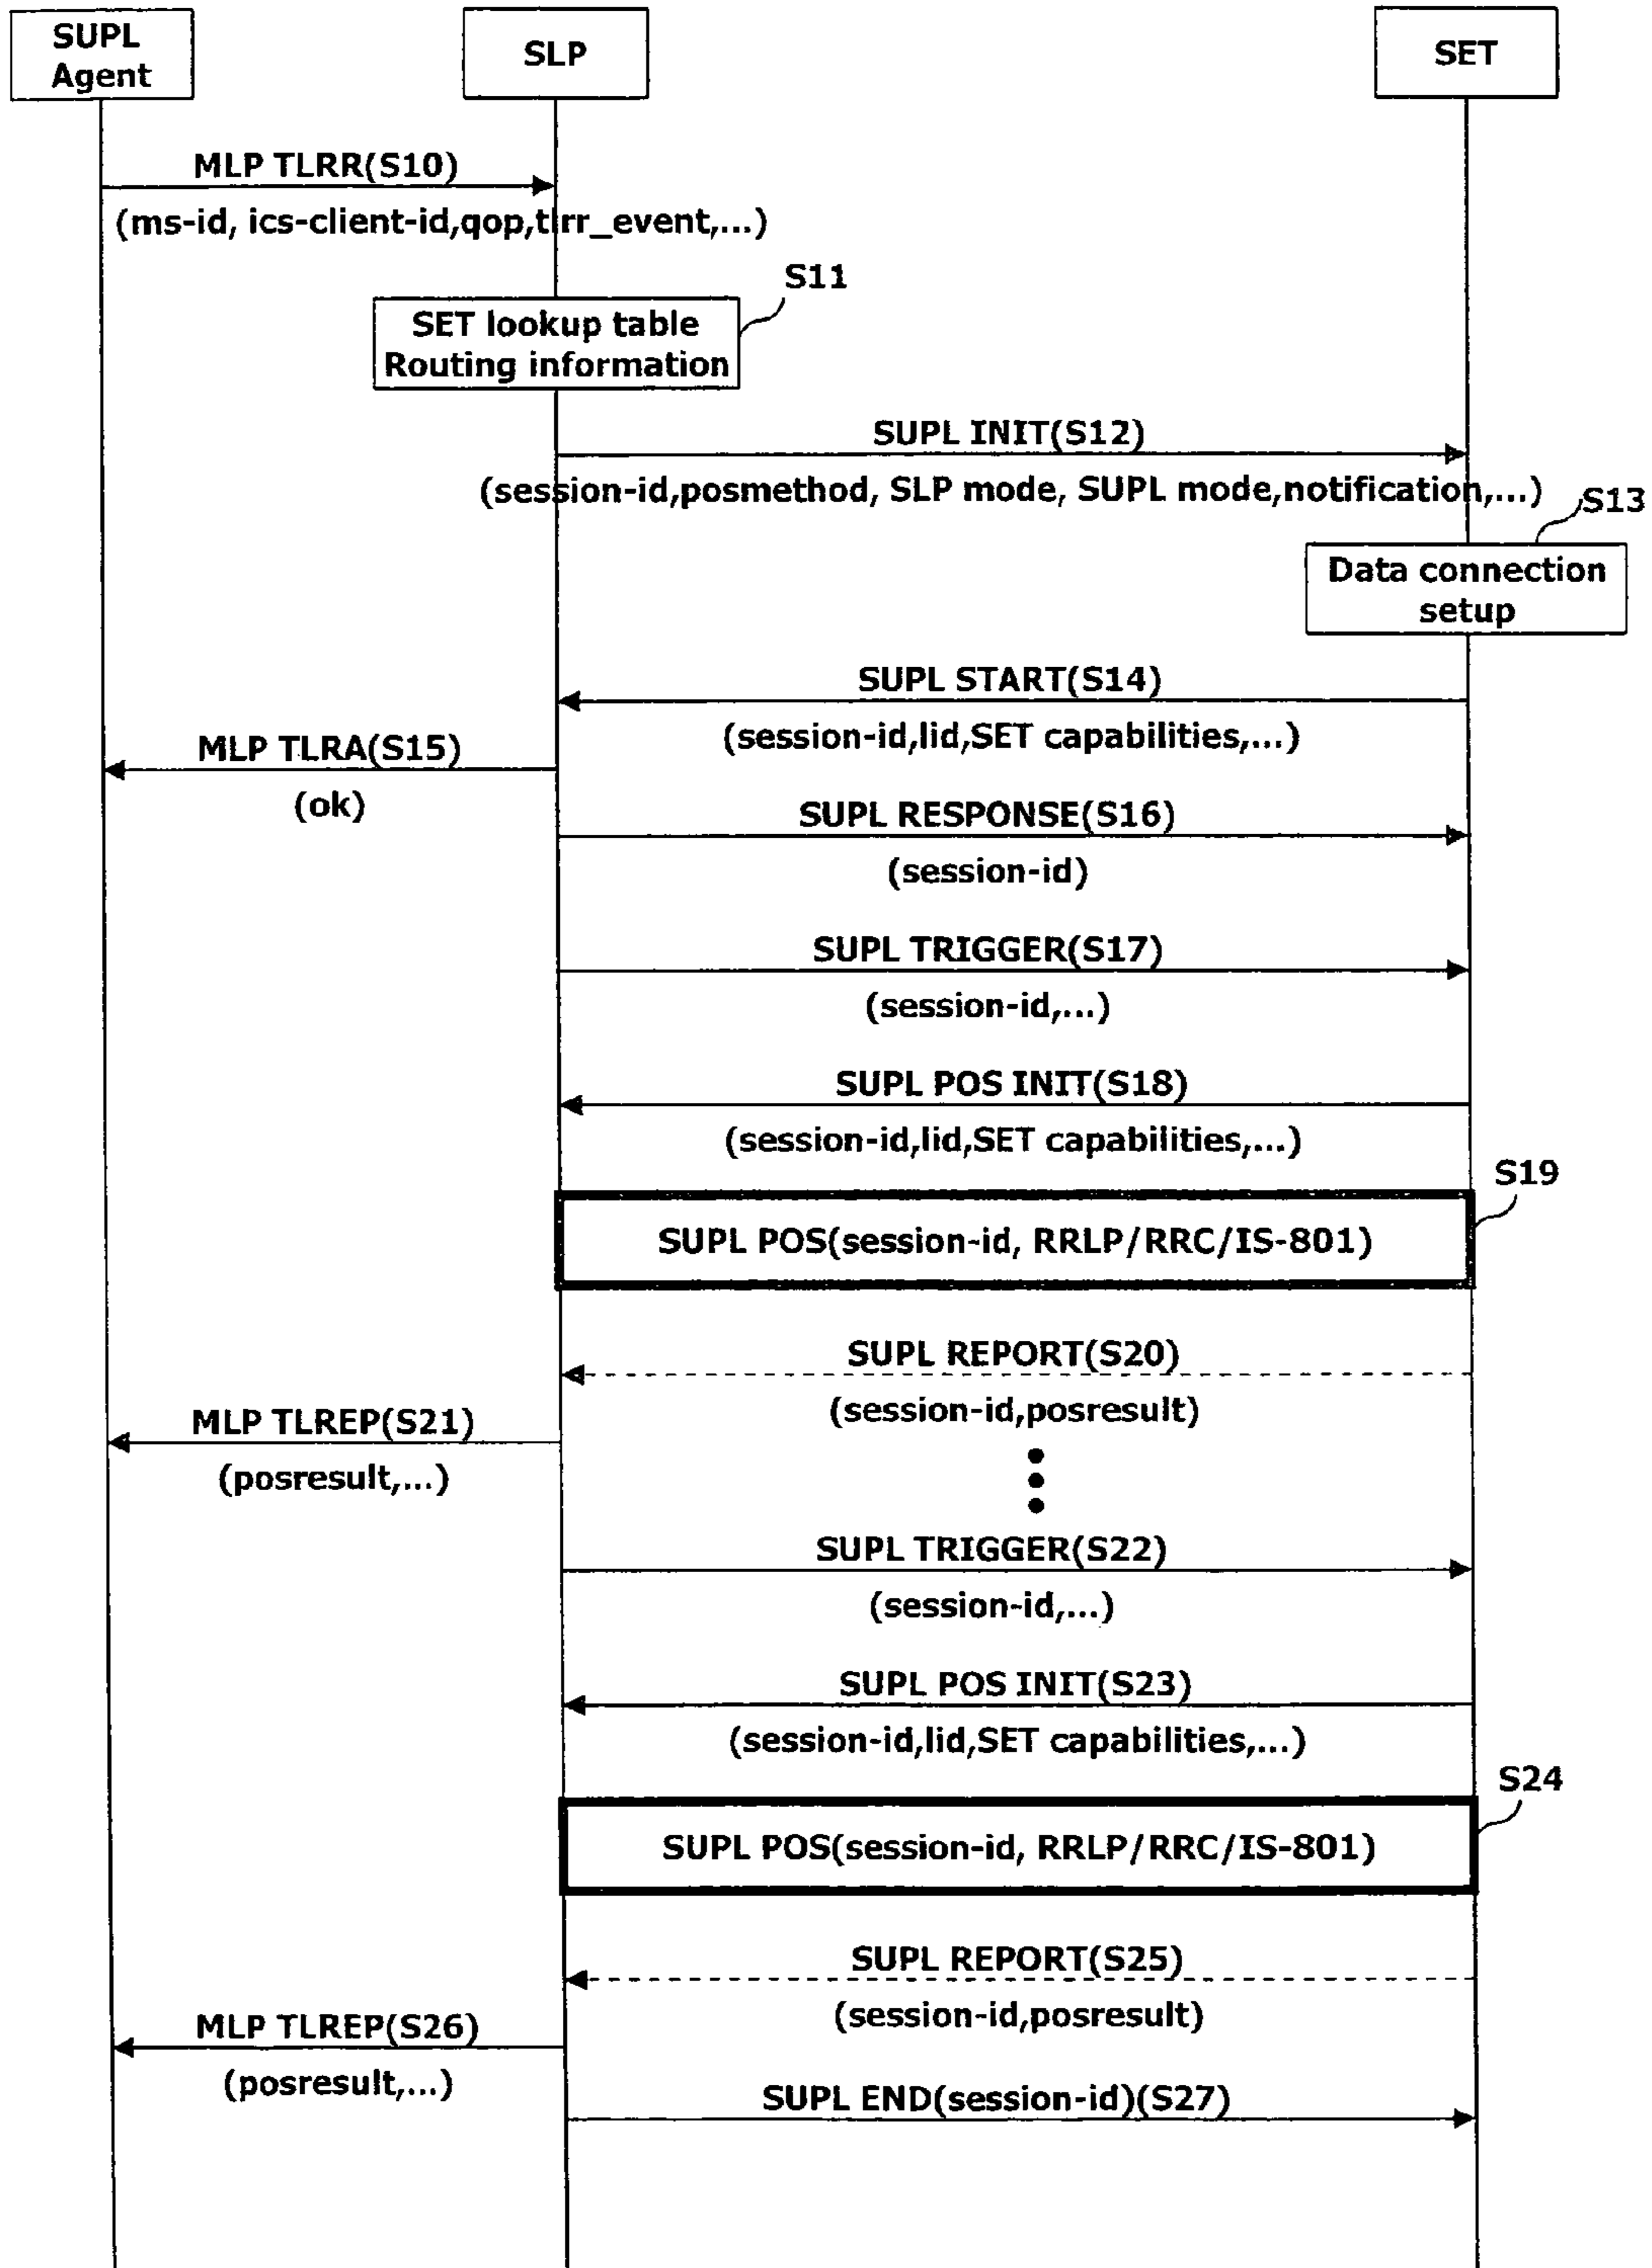 SUPL
Agent
SLP
SET
MLP TLRR(S10)
(ms-id, ics-client-id,qop,tlrr_event,...)
S11
SET lookup table
Routing information
SUPL INIT(S12)
(session-id,posmethod, SLP mode, SUPL mode,notification,...)
S13
Data connection
setup
SUPL START(S14)
(session-id,lid,SET capabilities,...)
MLP TLRA(S15)
(ok)
SUPL RESPONSE(S16)
(session-id)
SUPL TRIGGER(S17)
(session-id,...)
SUPL POS INIT(S18)
(session-id,lid,SET capabilities,...)
S19
SUPL POS(session-id, RRLP/RRC/IS-801)
SUPL REPORT(S20)
(session-id,posresult)
MLP TLREP(S21)
(posresult,...)
SUPL TRIGGER(S22)
(session-id,...)
SUPL POS INIT(S23)
(session-id,lid,SET capabilities,...)
S24
SUPL POS(session-id, RRLP/RRC/IS-801)
SUPL REPORT(S25)
(session-id,posresult)
MLP TLREP(S26)
(posresult,...)
SUPL END(session-id)(S27)